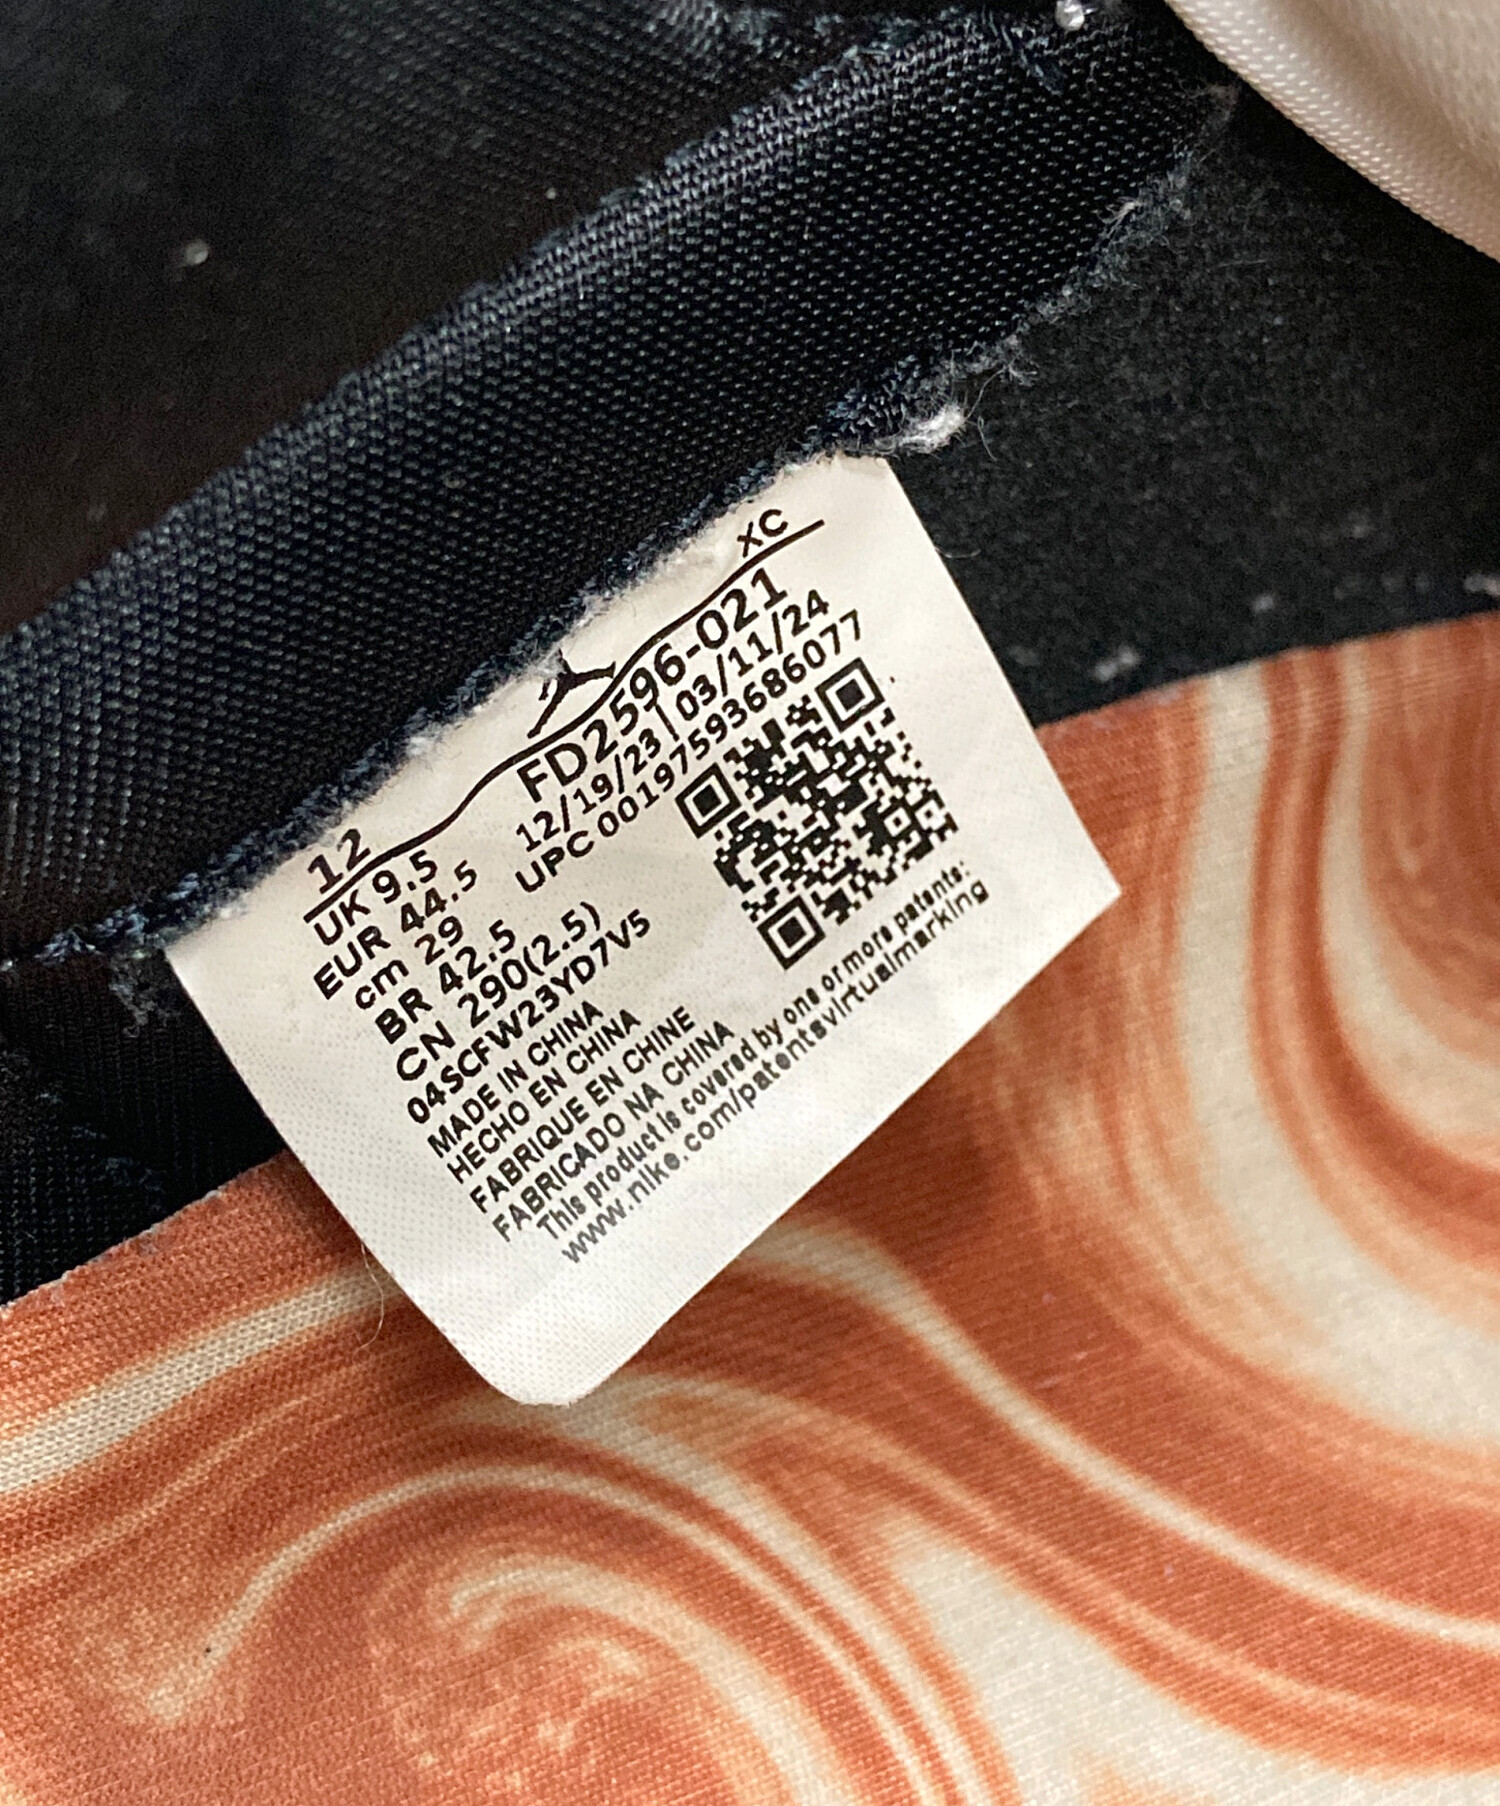 12
XC
UK 9.5
EUR 44.5
cm 29
BR 42.5
CN 290(2.5)
04SCFW23YD7V5
MADE IN CHINA
HECHO EN CHINA
FABRIQUE EN CHINE
FABRICADO NA CHINA
This product is covered by one or more patents:
www.nike.com/patentsvirtualmarking
FD2596-021
12/19/23 | 03/11/24
UPC 00197593686077